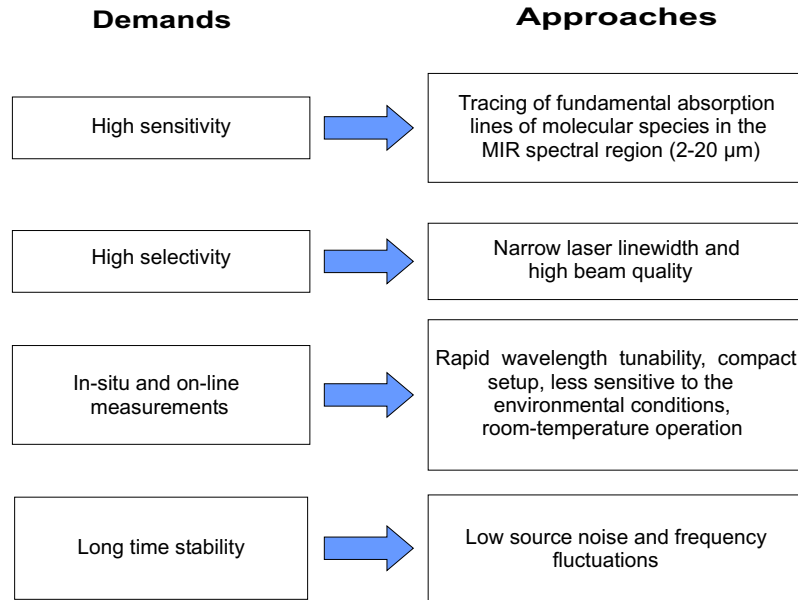 Demands
Approaches
High sensitivity
Tracing of fundamental absorption
lines of molecular species in the
MIR spectral region (2-20 μm)
High selectivity
Narrow laser linewidth and
high beam quality
In-situ and on-line
measurements
Rapid wavelength tunability, compact
setup, less sensitive to the
environmental conditions,
room-temperature operation
Long time stability
Low source noise and frequency
fluctuations